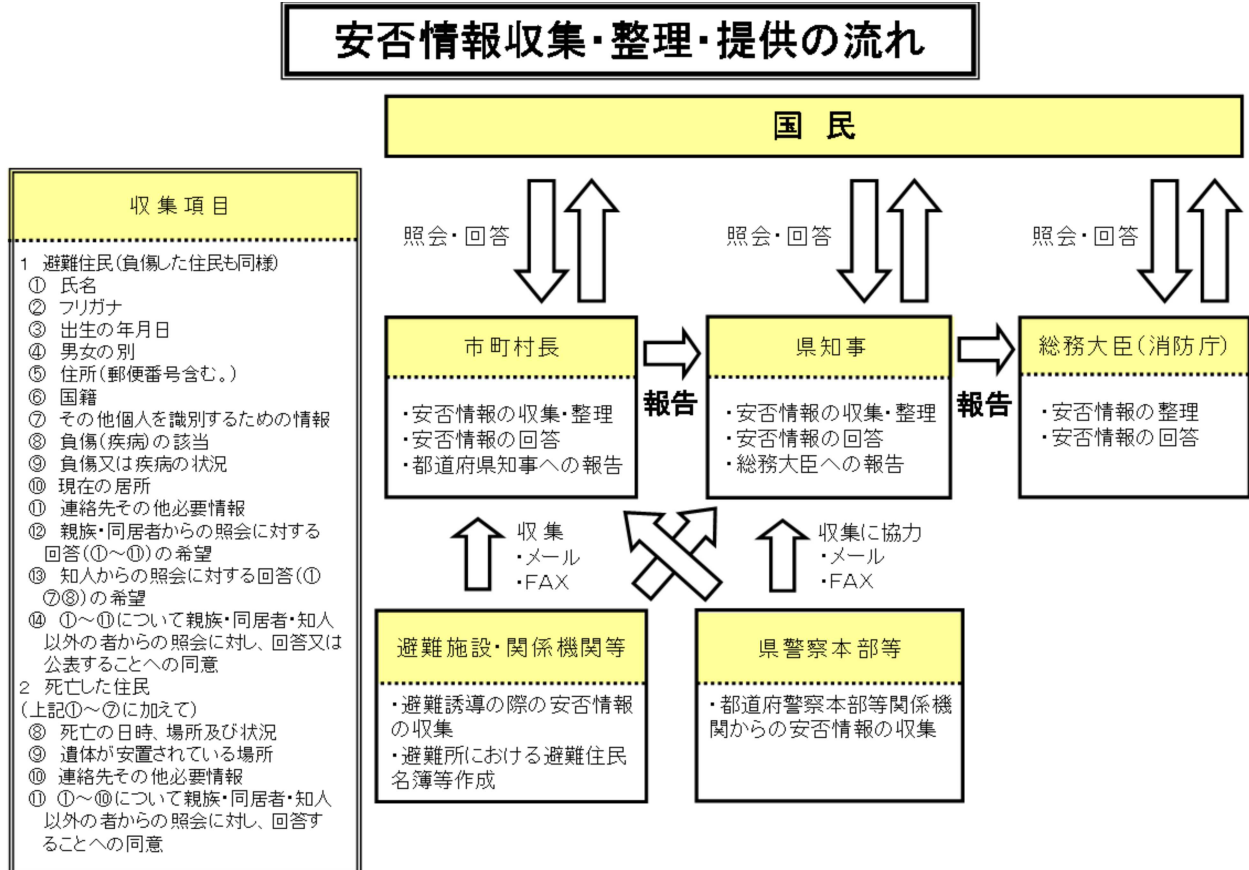 安否情報収集・整理・提供の流れ
国 民
収集項目
1 避難住民(負傷した住民も同様)
① 氏名
② フリガナ
③ 出生の年月日
④ 男女の別
⑤ 住所(郵便番号含む。)
⑥ 国籍
⑦ その他個人を識別するための情報
⑧ 負傷(疾病)の該当
⑨ 負傷又は疾病の状況
⑩ 現在の居所
⑪ 連絡先その他必要情報
⑫ 親族・同居者からの照会に対する
回答(①～⑪)の希望
⑬ 知人からの照会に対する回答(①
⑦⑧)の希望
⑭ ①～⑪について親族・同居者・知人
以外の者からの照会に対し、回答又は
公表することへの同意
2 死亡した住民
(上記①～⑦に加えて)
⑧ 死亡の日時、場所及び状況
⑨ 遺体が安置されている場所
⑩ 連絡先その他必要情報
⑪ ①～⑩について親族・同居者・知人
以外の者からの照会に対し、回答す
ることへの同意
照会・回答
照会・回答
照会・回答
市町村長
・安否情報の収集・整理
・安否情報の回答
・都道府県知事への報告
報告
県知事
・安否情報の収集・整理
・安否情報の回答
・総務大臣への報告
報告
総務大臣(消防庁)
・安否情報の整理
・安否情報の回答
収集
・メール
・FAX
収集に協力
・メール
・FAX
避難施設・関係機関等
・避難誘導の際の安否情報
の収集
・避難所における避難住民
名簿等作成
県警察本部等
・都道府警察本部等関係機
関からの安否情報の収集